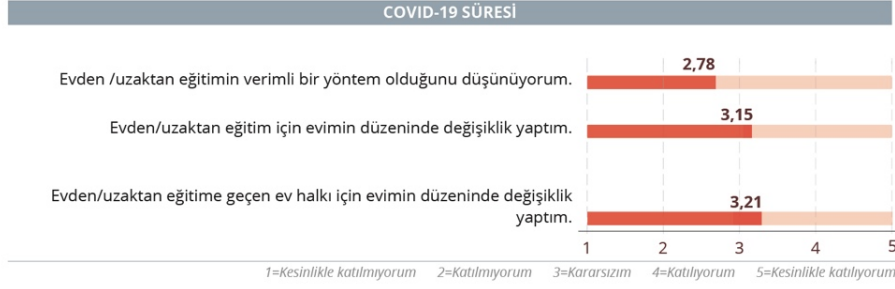 COVID-19 SÜRESİ
2,78
Evden /uzaktan eğitimin verimli bir yöntem olduğunu düşünüyorum.
3,15
Evden/uzaktan eğitim için evimin düzeninde değişiklik yaptım.
Evden/uzaktan eğitime geçen ev halkı için evimin düzeninde değişiklik
yaptım.
3,21
1 2 3 4 5
1=Kesinlikle katılmıyorum 2=Katılmıyorum 3=Kararsızım 4=Katılıyorum 5=Kesinlikle katılıyorum